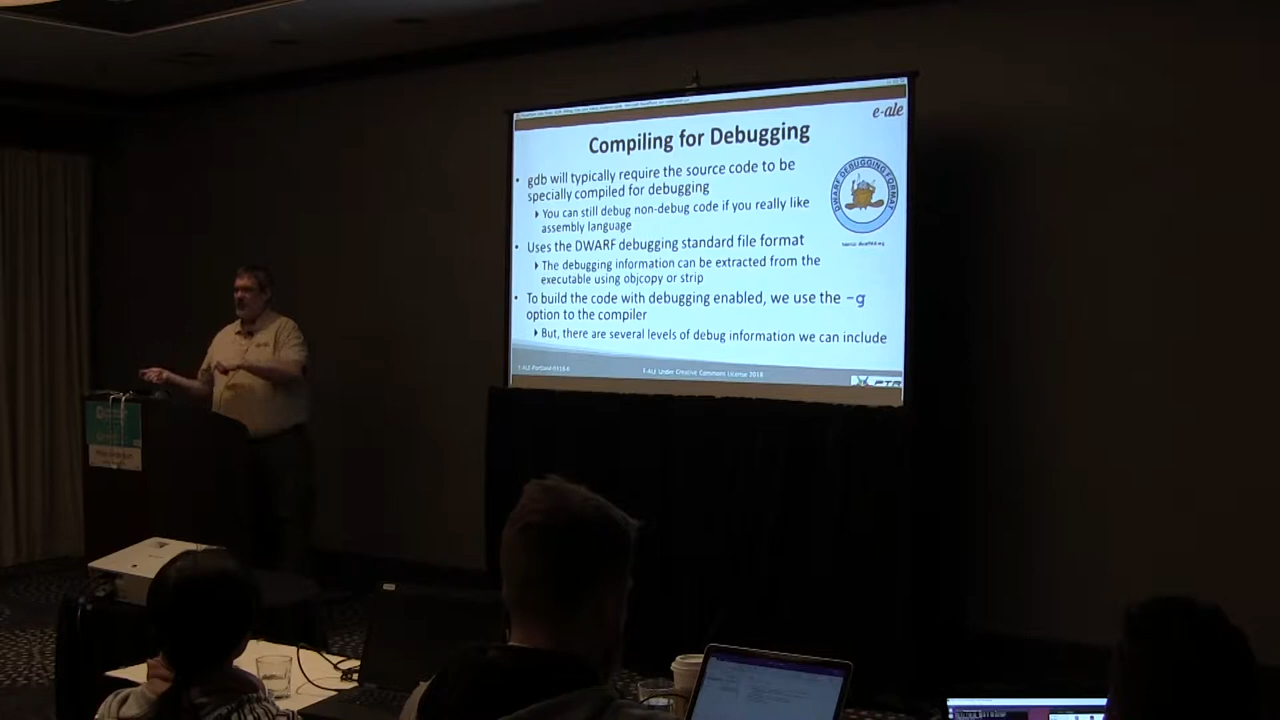 e-ale
Compiling for Debugging
• gdb will typically require the source code to be
specially compiled for debugging
You can still debug non-debug code if you really like
assembly language
• Uses the DWARF debugging standard file format
The debugging information can be extracted from the
executable using objcopy or strip
• To build the code with debugging enabled, we use the -g
option to the compiler
But, there are several levels of debug information we can include
DWARF DEBUGGING FORMAT
E-ALE Under Creative Commons License 2018